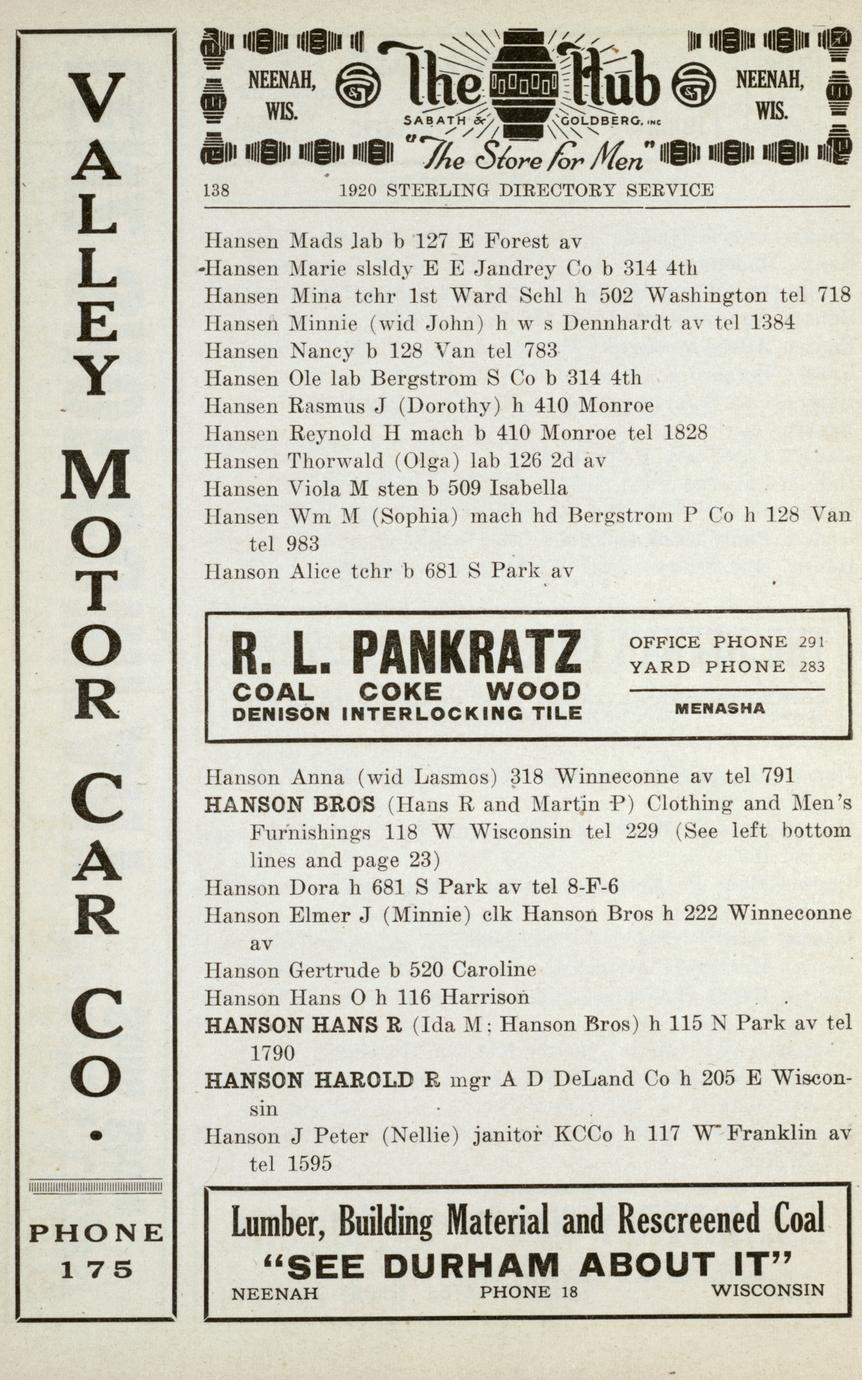 VALLEY MOTOR CAR CO.
PHONE
175
NEENAH,
WIS.
The Hub
S&G
S&G
SABATH & GOLDBERG, INC
NEENAH,
WIS.
"The Store for Men"
138 1920 STERLING DIRECTORY SERVICE
Hansen Mads lab b 127 E Forest av
Hansen Marie slsldy E E Jandrey Co b 314 4th
Hansen Mina tchr 1st Ward Schl h 502 Washington tel 718
Hansen Minnie (wid John) h w s Dennhardt av tel 1384
Hansen Nancy b 128 Van tel 783
Hansen Ole lab Bergstrom S Co b 314 4th
Hansen Rasmus J (Dorothy) h 410 Monroe
Hansen Reynold H mach b 410 Monroe tel 1828
Hansen Thorwald (Olga) lab 126 2d av
Hansen Viola M sten b 509 Isabella
Hansen Wm M (Sophia) mach hd Bergstrom P Co h 128 Van
tel 983
Hanson Alice tchr b 681 S Park av
R. L. PANKRATZ
COAL COKE WOOD
DENISON INTERLOCKING TILE
OFFICE PHONE 291
YARD PHONE 283
MENASHA
Hanson Anna (wid Lasmos) 318 Winneconne av tel 791
HANSON BROS (Hans R and Martin P) Clothing and Men's
Furnishings 118 W Wisconsin tel 229 (See left bottom
lines and page 23)
Hanson Dora h 681 S Park av tel 8-F-6
Hanson Elmer J (Minnie) clk Hanson Bros h 222 Winneconne
av
Hanson Gertrude b 520 Caroline
Hanson Hans O h 116 Harrison
HANSON HANS R (Ida M; Hanson Bros) h 115 N Park av tel
1790
HANSON HAROLD R mgr A D DeLand Co h 205 E Wiscon-
sin
Hanson J Peter (Nellie) janitor KCCo h 117 W Franklin av
tel 1595
Lumber, Building Material and Rescreened Coal
"SEE DURHAM ABOUT IT"
NEENAH PHONE 18 WISCONSIN